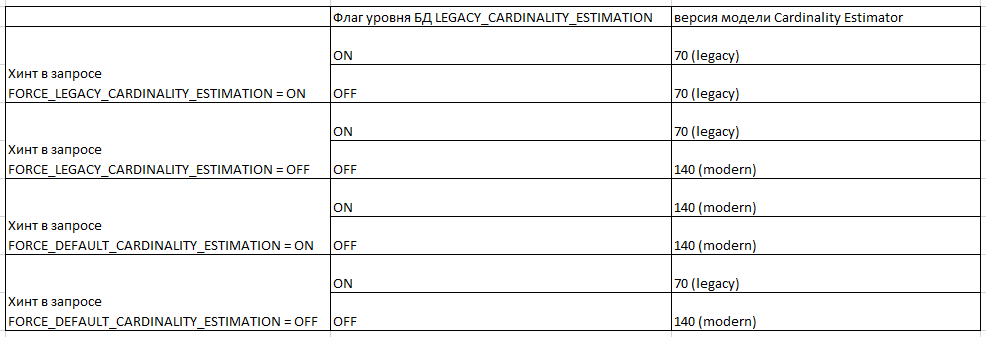 Флаг уровня БД LEGACY_CARDINALITY_ESTIMATION версия модели Cardinality Estimator
Хинт в запросе
FORCE_LEGACY_CARDINALITY_ESTIMATION = ON
ON 70 (legacy)
OFF 70 (legacy)
Хинт в запросе
FORCE_LEGACY_CARDINALITY_ESTIMATION = OFF
ON 70 (legacy)
OFF 140 (modern)
Хинт в запросе
FORCE_DEFAULT_CARDINALITY_ESTIMATION = ON
ON 140 (modern)
OFF 140 (modern)
Хинт в запросе
FORCE_DEFAULT_CARDINALITY_ESTIMATION = OFF
ON 70 (legacy)
OFF 140 (modern)